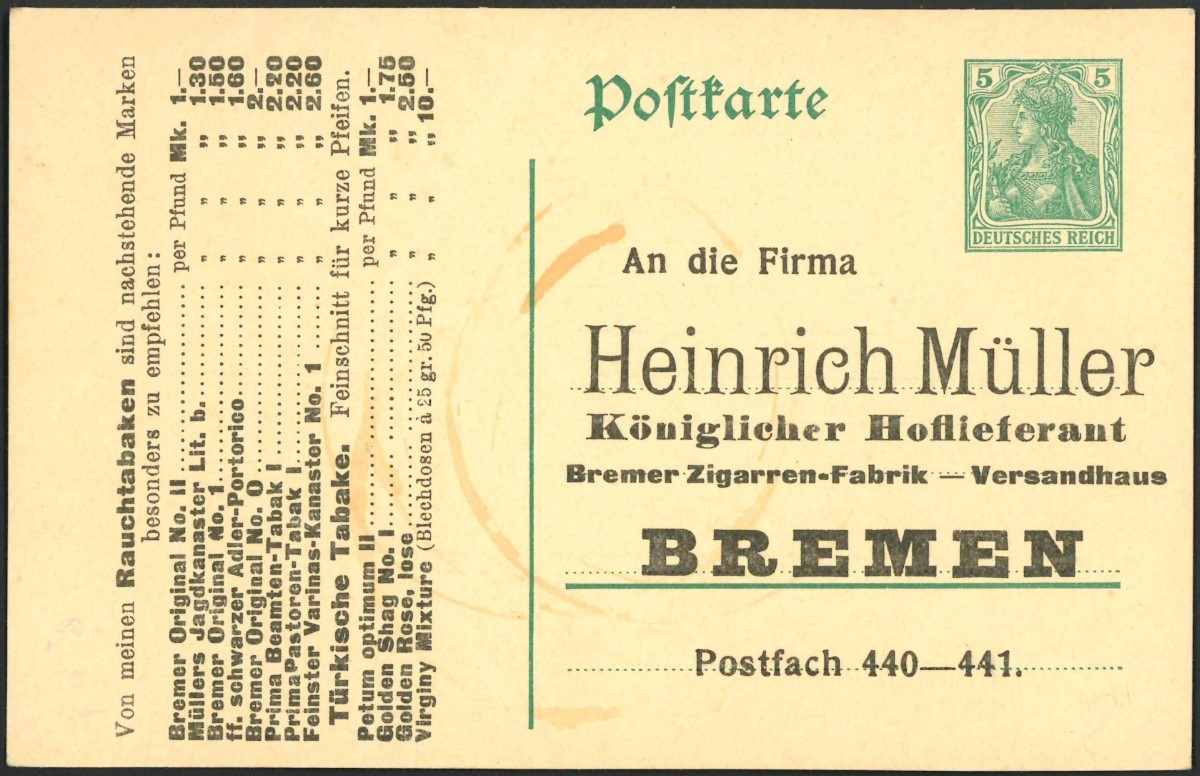 Von meinen Rauchtabaken sind nachstehende Marken
besonders zu empfehlen:
Bremer Original No. II ........ per Pfund Mk. 1.—
Müllers Jagdkanaster Lit. b. ........ „ „ „ 1.30
Bremer Original No. 1 ........ „ „ „ 1.50
ff. schwarzer Adler-Portorico ........ „ „ „ 1.60
Bremer Original No. 0 ........ „ „ „ 2.—
Prima Beamten-Tabak I ........ „ „ „ 2.20
Prima Pastoren-Tabak I ........ „ „ „ 2.20
Feinster Varinas-Kanaster No. 1 ........ „ „ „ 2.60
Türkische Tabake. Feinschnitt für kurze Pfeifen.
Petum optimum II ........ per Pfund Mk. 1.—
Golden Shag No. I ........ „ „ „ 1.75
Golden Rose, lose ........ „ „ „ 2.50
Virginy Mixture (Blechdosen à 25 gr. 50 Pfg.) „ „ „ 10.—
Poſtkarte
5 5
DEUTSCHES REICH
An die Firma
Heinrich Müller
Königlicher Hoflieferant
Bremer Zigarren-Fabrik — Versandhaus
BREMEN
Postfach 440—441.